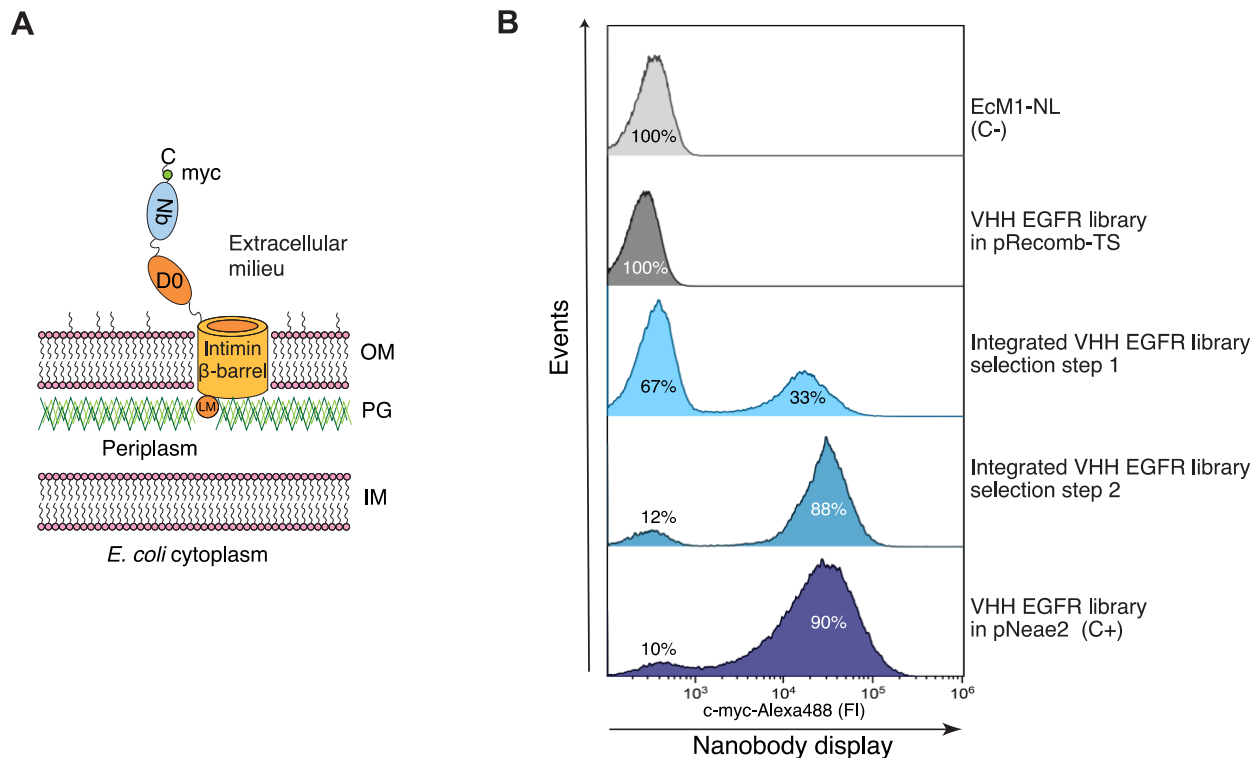 A
C
myc
Nb
Extracellular
milieu
D0
Intimin
β-barrel
OM
LM
PG
Periplasm
IM
E. coli cytoplasm
B
Events
100%
EcM1-NL
(C-)
100%
VHH EGFR library
in pRecomb-TS
67%
33%
Integrated VHH EGFR library
selection step 1
12%
88%
Integrated VHH EGFR library
selection step 2
10%
90%
VHH EGFR library
in pNeae2 (C+)
10³ 10⁴ 10⁵ 10⁶
c-myc-Alexa488 (FI)
Nanobody display